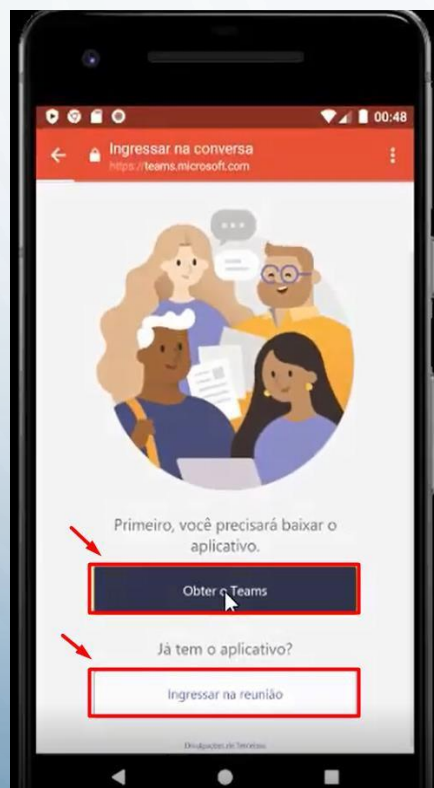 00:48
Ingressar na conversa
https://teams.microsoft.com
Primeiro, você precisará baixar o
aplicativo.
Obter o Teams
Já tem o aplicativo?
Ingressar na reunião
Divulgações de Terceiros